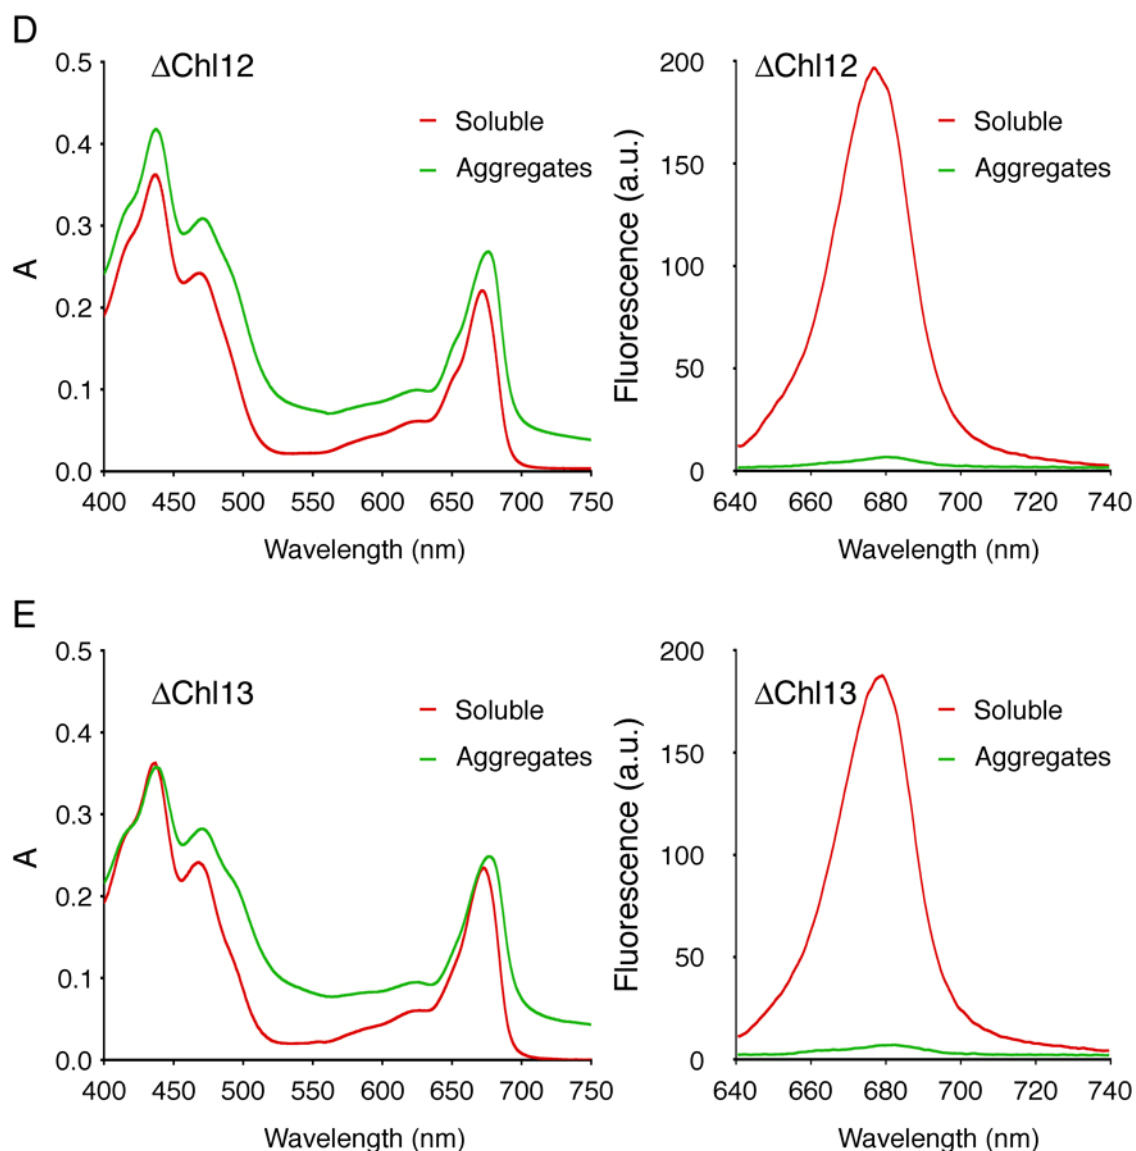 D
ΔChl12
Soluble
Aggregates
A
0.5
0.4
0.3
0.2
0.1
0.0
400 450 500 550 600 650 700 750
Wavelength (nm)
ΔChl12
Soluble
Aggregates
Fluorescence (a.u.)
200
150
100
50
0
640 660 680 700 720 740
Wavelength (nm)
E
ΔChl13
Soluble
Aggregates
A
0.5
0.4
0.3
0.2
0.1
0.0
400 450 500 550 600 650 700 750
Wavelength (nm)
ΔChl13
Soluble
Aggregates
Fluorescence (a.u.)
200
150
100
50
0
640 660 680 700 720 740
Wavelength (nm)